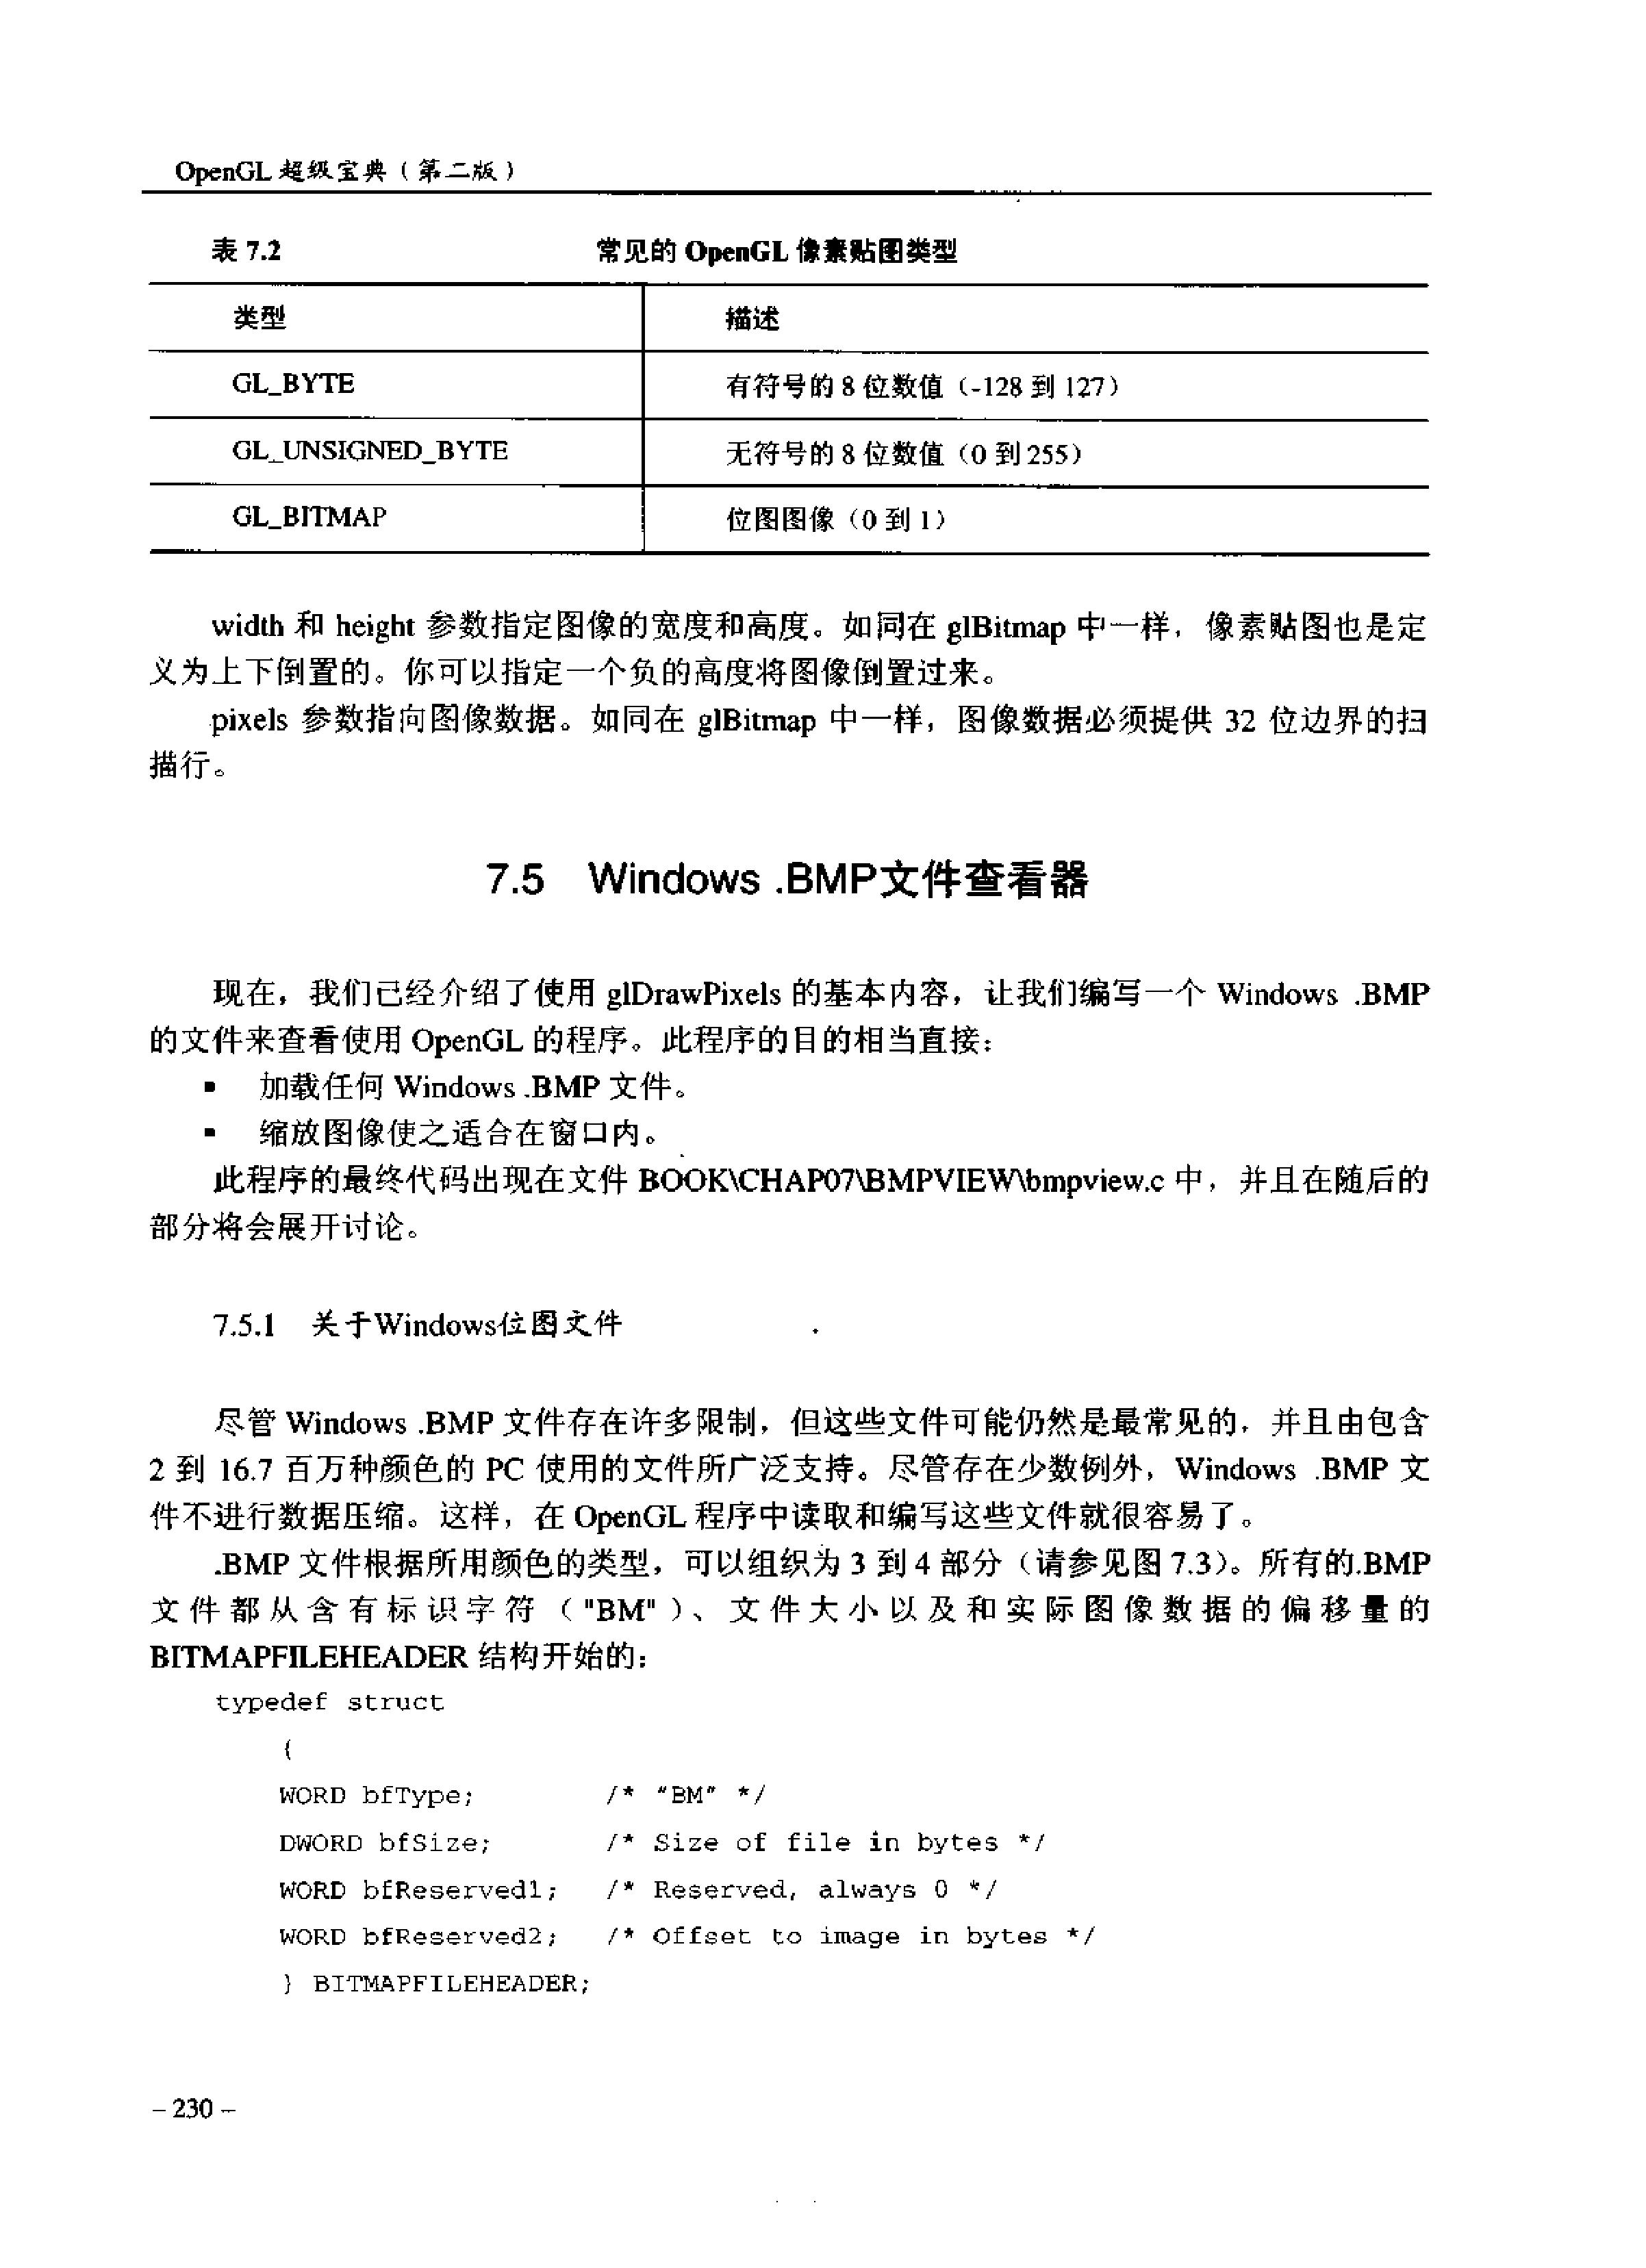 OpenGL 超级宝典（第二版）
表 7.2 常见的 OpenGL 像素贴图类型
类型 描述
GL_BYTE 有符号的 8 位数值（-128 到 127）
GL_UNSIGNED_BYTE 无符号的 8 位数值（0 到 255）
GL_BITMAP 位图图像（0 到 1）
width 和 height 参数指定图像的宽度和高度。如同在 glBitmap 中一样，像素贴图也是定
义为上下倒置的。你可以指定一个负的高度将图像倒置过来。
pixels 参数指向图像数据。如同在 glBitmap 中一样，图像数据必须提供 32 位边界的扫
描行。
7.5 Windows .BMP文件查看器
现在，我们已经介绍了使用 glDrawPixels 的基本内容，让我们编写一个 Windows .BMP
的文件来查看使用 OpenGL 的程序。此程序的目的相当直接：
▪ 加载任何 Windows .BMP 文件。
▪ 缩放图像使之适合在窗口内。
此程序的最终代码出现在文件 BOOK\CHAP07\BMPVIEW\bmpview.c 中，并且在随后的
部分将会展开讨论。
7.5.1 关于Windows位图文件
尽管 Windows .BMP 文件存在许多限制，但这些文件可能仍然是最常见的，并且由包含
2 到 16.7 百万种颜色的 PC 使用的文件所广泛支持。尽管存在少数例外，Windows .BMP 文
件不进行数据压缩。这样，在 OpenGL 程序中读取和编写这些文件就很容易了。
.BMP 文件根据所用颜色的类型，可以组织为 3 到 4 部分（请参见图 7.3）。所有的.BMP
文件都从含有标识字符（"BM"）、文件大小以及和实际图像数据的偏移量的
BITMAPFILEHEADER 结构开始的：
typedef struct
{
WORD bfType; /* "BM" */
DWORD bfSize; /* Size of file in bytes */
WORD bfReserved1; /* Reserved, always 0 */
WORD bfReserved2; /* Offset to image in bytes */
} BITMAPFILEHEADER;
– 230 –